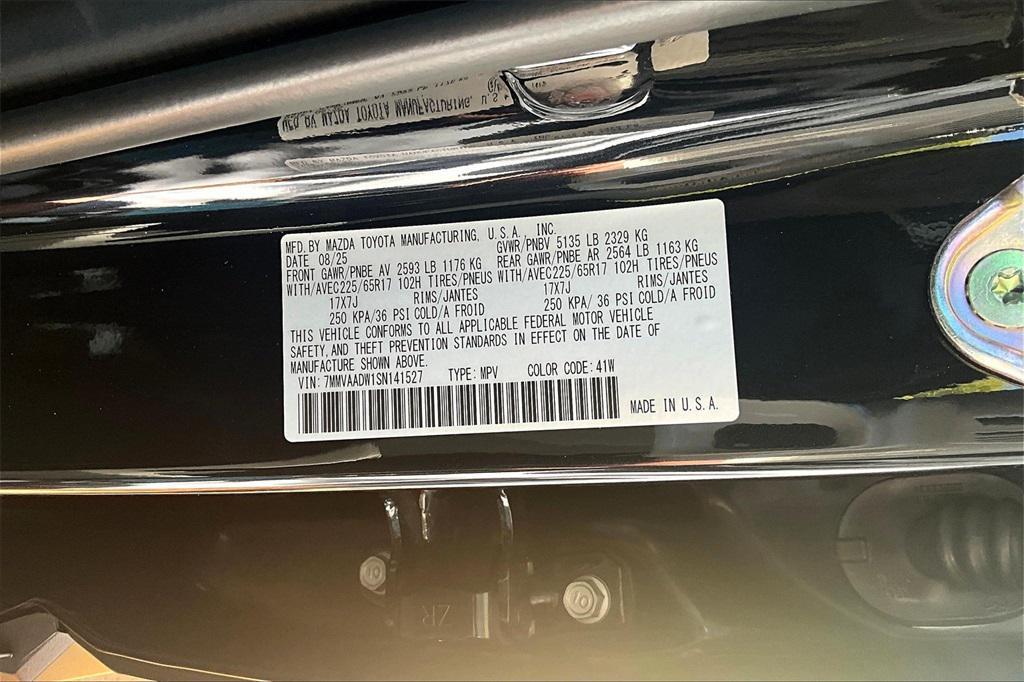 MFD. BY MAZDA TOYOTA MANUFACTURING, U.S.A., INC.
DATE 08/25 GVWR/PNBV 5135 LB 2329 KG
FRONT GAWR/PNBE AV 2593 LB 1176 KG REAR GAWR/PNBE AR 2564 LB 1163 KG
WITH/AVEC225/65R17 102H TIRES/PNEUS WITH/AVEC225/65R17 102H TIRES/PNEUS
17X7J RIMS/JANTES 17X7J RIMS/JANTES
250 KPA/36 PSI COLD/A FROID 250 KPA/ 36 PSI COLD/A FROID
THIS VEHICLE CONFORMS TO ALL APPLICABLE FEDERAL MOTOR VEHICLE
SAFETY, AND THEFT PREVENTION STANDARDS IN EFFECT ON THE DATE OF
MANUFACTURE SHOWN ABOVE.
VIN: 7MMVAADW1SN141527 TYPE: MPV COLOR CODE: 41W
MADE IN U.S.A.
10
ZR
10